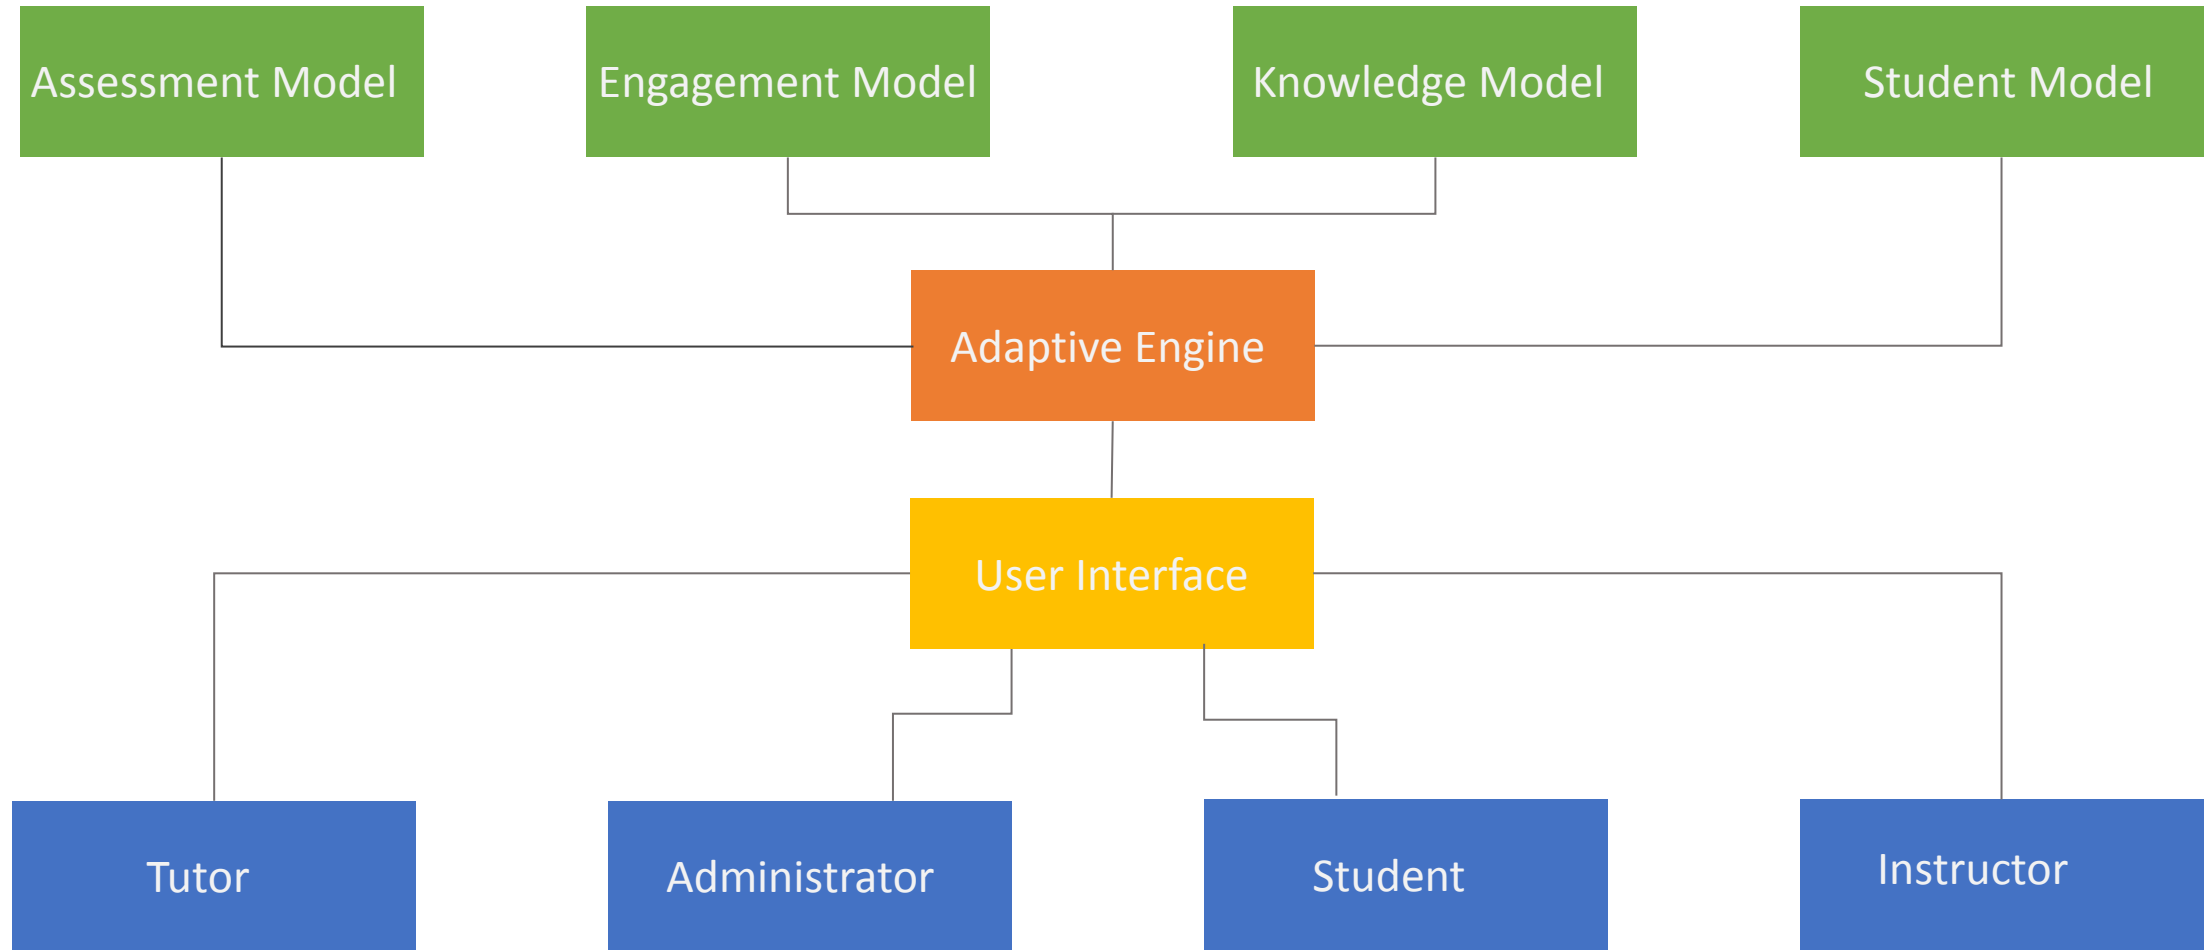 Assessment Model
Engagement Model
Knowledge Model
Student Model
Adaptive Engine
User Interface
Tutor
Administrator
Student
Instructor